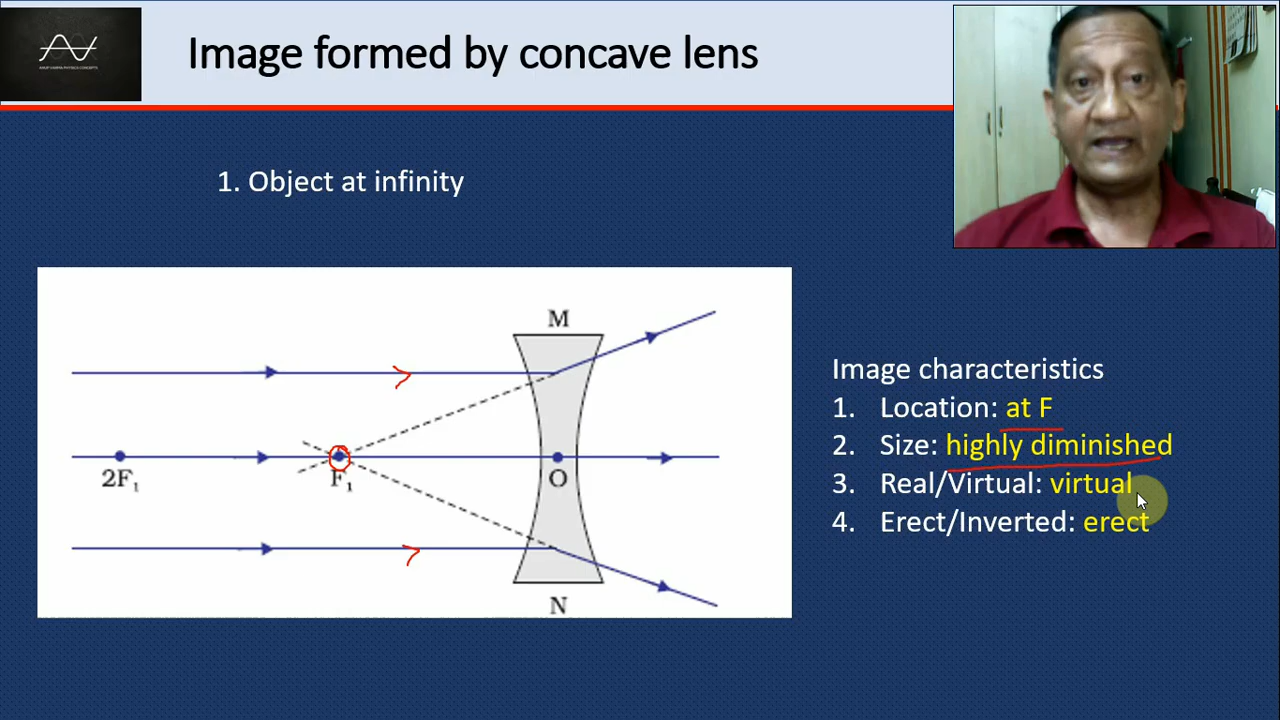 Image formed by concave lens
1. Object at infinity
M
2F₁
F₁
O
N
Image characteristics
1. Location: at F
2. Size: highly diminished
3. Real/Virtual: virtual
4. Erect/Inverted: erect